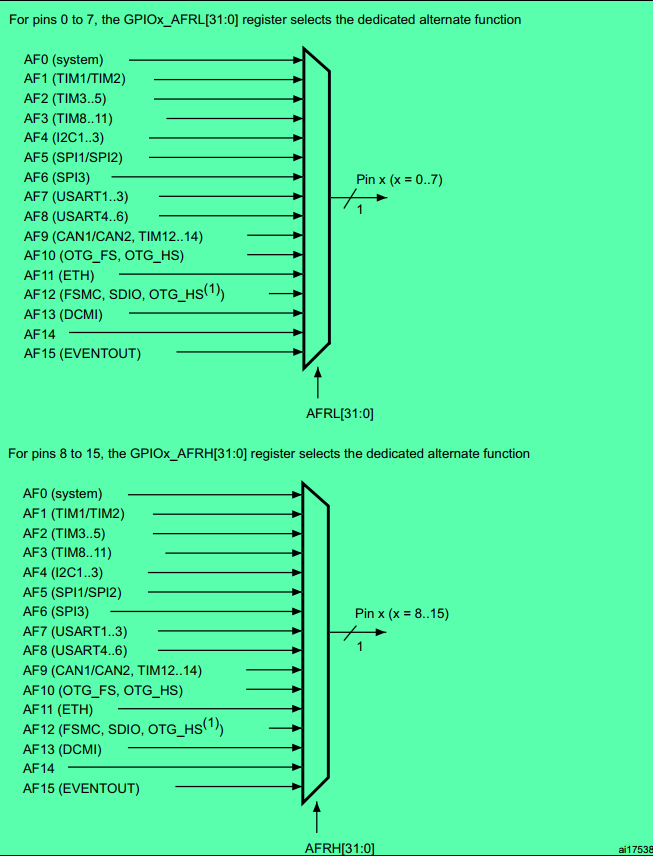 For pins 0 to 7, the GPIOx_AFRL[31:0] register selects the dedicated alternate function
AF0 (system)
AF1 (TIM1/TIM2)
AF2 (TIM3..5)
AF3 (TIM8..11)
AF4 (I2C1..3)
AF5 (SPI1/SPI2)
AF6 (SPI3)
AF7 (USART1..3)
AF8 (USART4..6)
AF9 (CAN1/CAN2, TIM12..14)
AF10 (OTG_FS, OTG_HS)
AF11 (ETH)
AF12 (FSMC, SDIO, OTG_HS(1))
AF13 (DCMI)
AF14
AF15 (EVENTOUT)
Pin x (x = 0..7)
1
AFRL[31:0]
For pins 8 to 15, the GPIOx_AFRH[31:0] register selects the dedicated alternate function
AF0 (system)
AF1 (TIM1/TIM2)
AF2 (TIM3..5)
AF3 (TIM8..11)
AF4 (I2C1..3)
AF5 (SPI1/SPI2)
AF6 (SPI3)
AF7 (USART1..3)
AF8 (USART4..6)
AF9 (CAN1/CAN2, TIM12..14)
AF10 (OTG_FS, OTG_HS)
AF11 (ETH)
AF12 (FSMC, SDIO, OTG_HS(1))
AF13 (DCMI)
AF14
AF15 (EVENTOUT)
Pin x (x = 8..15)
1
AFRH[31:0]
ai17538